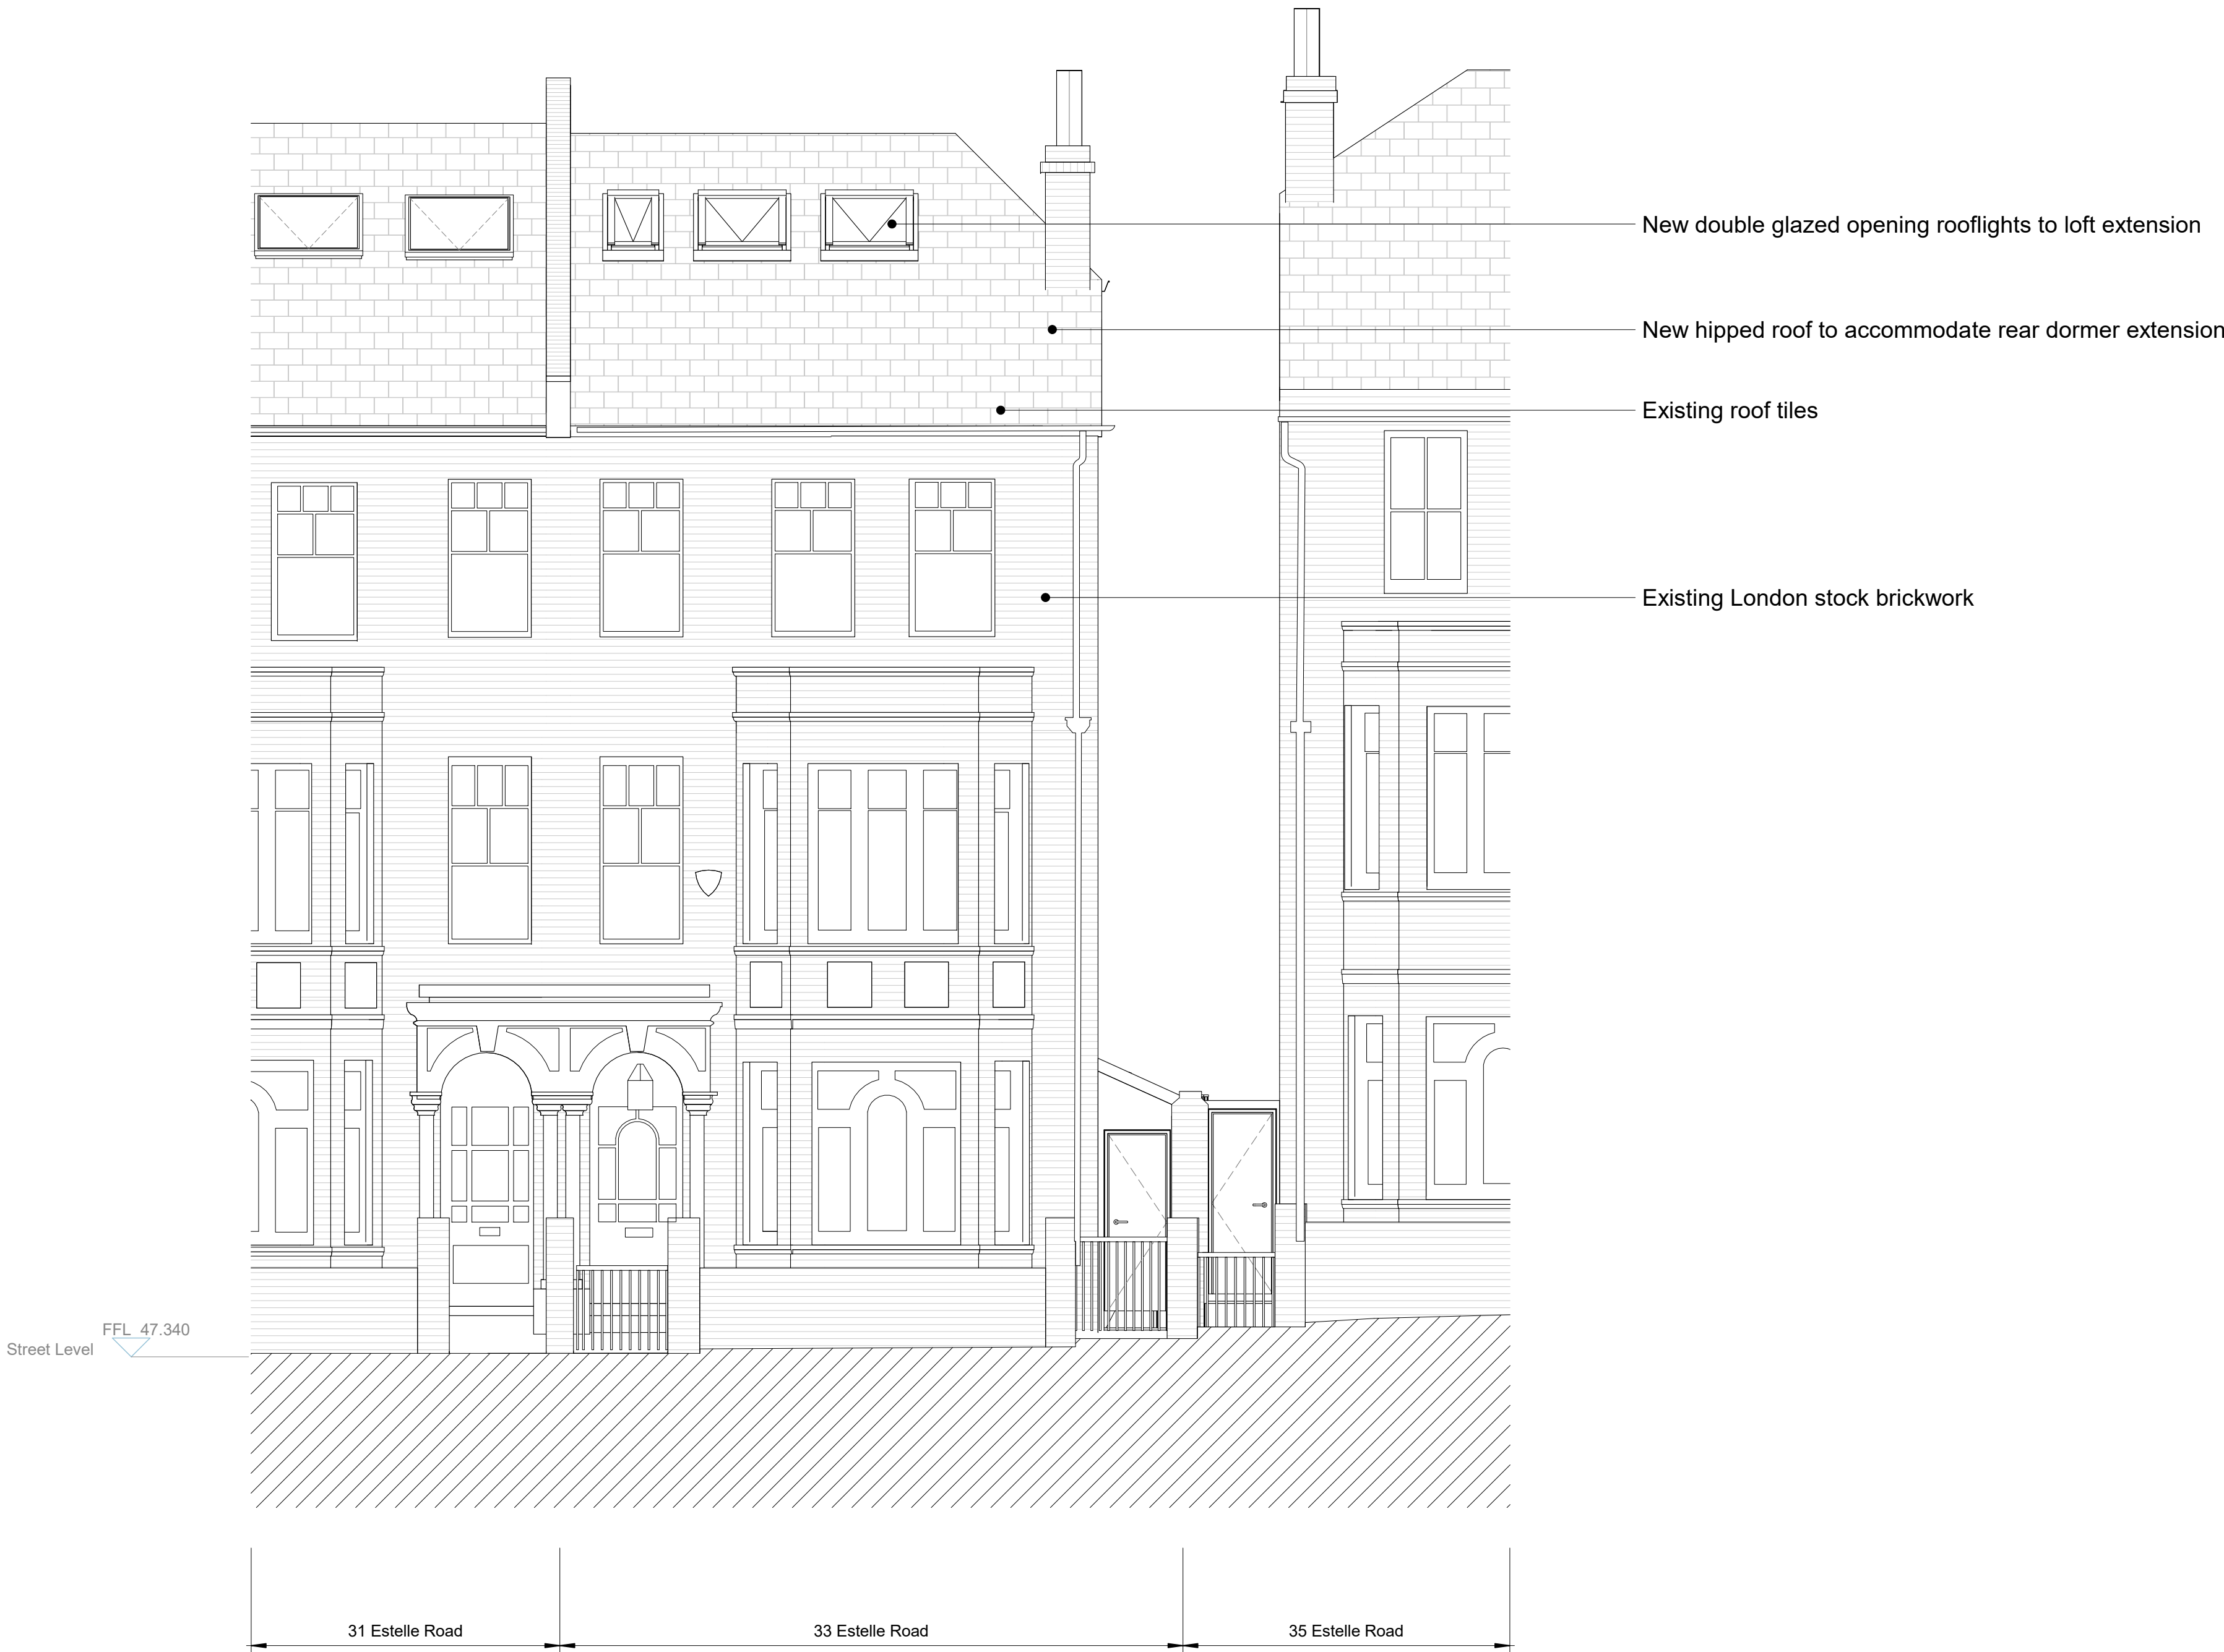 New double glazed opening rooflights to loft extension
New hipped roof to accommodate rear dormer extension
Existing roof tiles
Existing London stock brickwork
FFL 47.340
Street Level
31 Estelle Road
33 Estelle Road
35 Estelle Road